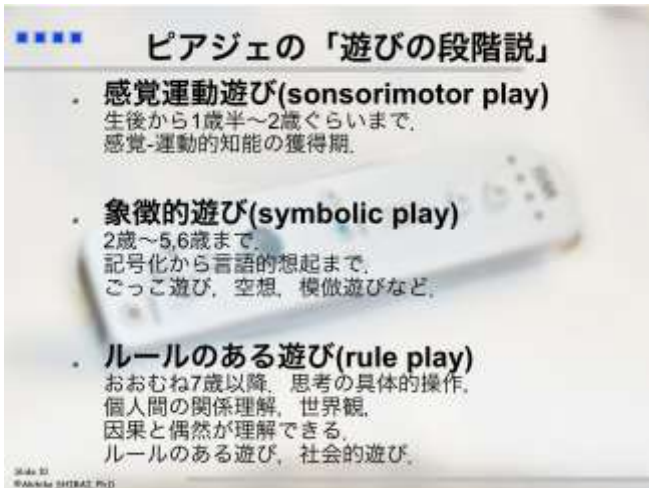 ピアジェの「遊びの段階説」
. 感覚運動遊び(sonsorimotor play)
生後から1歳半〜2歳ぐらいまで.
感覚-運動的知能の獲得期.
. 象徴的遊び(symbolic play)
2歳〜5,6歳まで.
記号化から言語的想起まで.
ごっこ遊び, 空想, 模倣遊びなど.
. ルールのある遊び(rule play)
おおむね7歳以降, 思考の具体的操作,
個人間の関係理解, 世界観,
因果と偶然が理解できる.
ルールのある遊び, 社会的遊び.
Slide ID
SHIRAI PhD